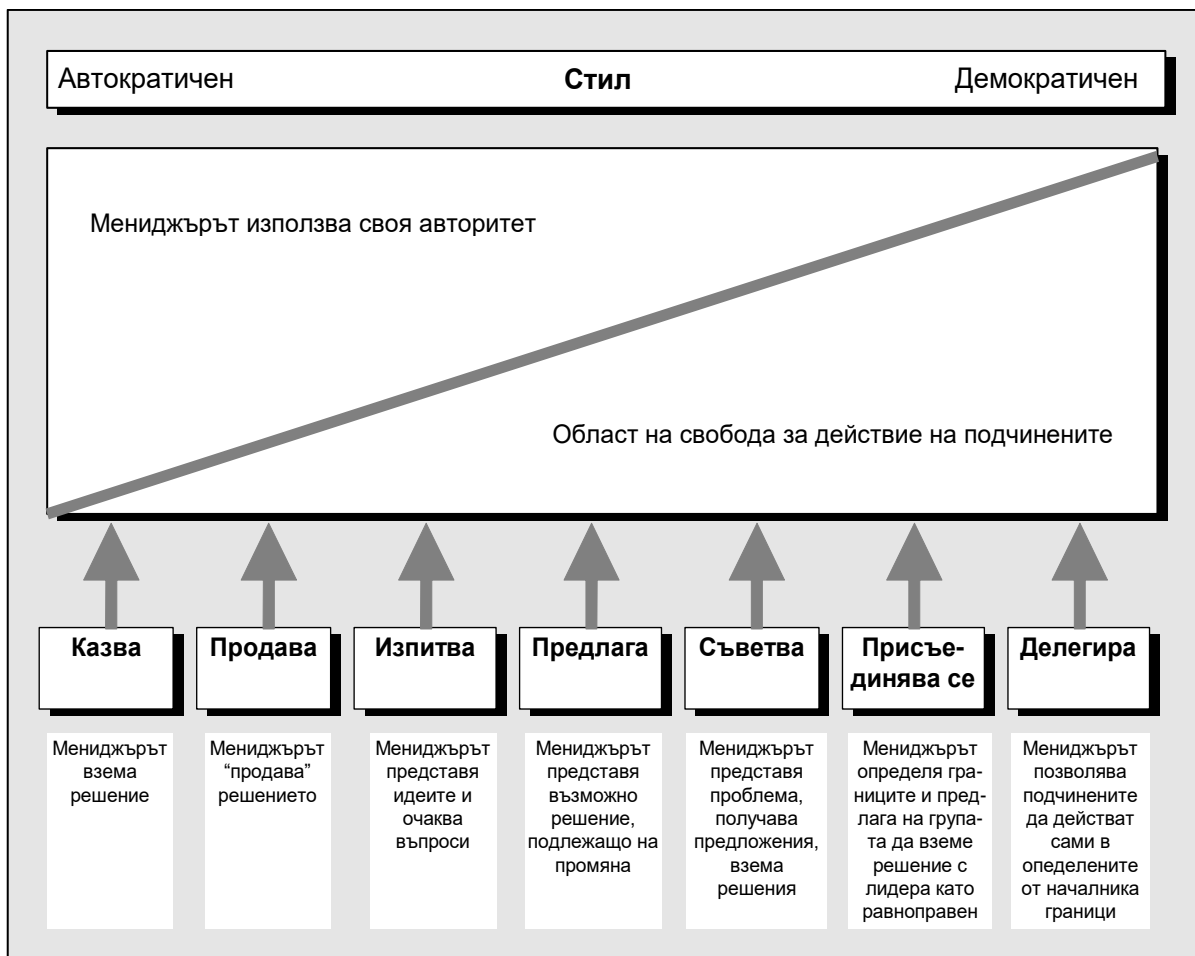 Автократичен Стил Демократичен
Мениджърът използва своя авторитет
Област на свобода за действие на подчинените
Казва
Продава
Изпитва
Предлага
Съветва
Присъе-
динява се
Делегира
Мениджърът
взема
решение
Мениджърът
“продава”
решението
Мениджърът
представя
идеите и
очаква
въпроси
Мениджърът
представя
възможно
решение,
подлежащо на
промяна
Мениджърът
представя
проблема,
получава
предложения,
взема
решения
Мениджърът
определя гра-
ниците и пред-
лага на група-
та да вземе
решение с
лидера като
равноправен
Мениджърът
позволява
подчинените
да действат
сами в
опеделените
от началника
граници